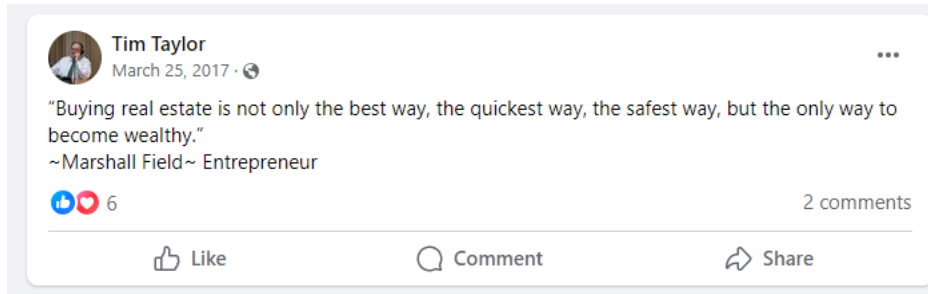 Tim Taylor
March 25, 2017 ·
“Buying real estate is not only the best way, the quickest way, the safest way, but the only way to
become wealthy.”
~Marshall Field~ Entrepreneur
6
2 comments
Like
Comment
Share